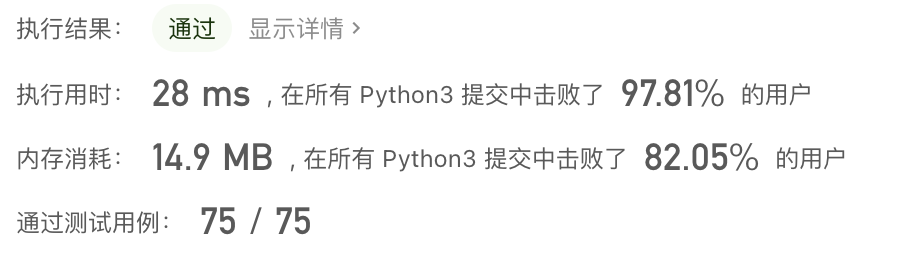 执行结果： 通过 显示详情 >
执行用时： 28 ms , 在所有 Python3 提交中击败了 97.81% 的用户
内存消耗： 14.9 MB , 在所有 Python3 提交中击败了 82.05% 的用户
通过测试用例： 75 / 75